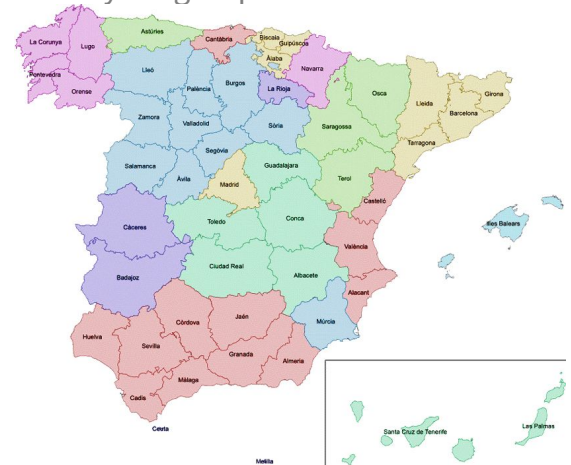 Astúries
Cantàbria
Biscaia
Guipúscoa
La Corunya
Lugo
Àlaba
Navarra
Pontevedra
Orense
Lleó
Palència
Burgos
La Rioja
Osca
Lleida
Girona
Barcelona
Zamora
Valladolid
Sòria
Saragossa
Tarragona
Segòvia
Salamanca
Àvila
Madrid
Guadalajara
Terol
Castelló
Cáceres
Toledo
Conca
València
Illes Balears
Badajoz
Ciudad Real
Albacete
Alacant
Múrcia
Huelva
Sevilla
Còrdova
Jaén
Granada
Almeria
Cadis
Màlaga
Ceuta
Melilla
Santa Cruz de Tenerife
Las Palmas